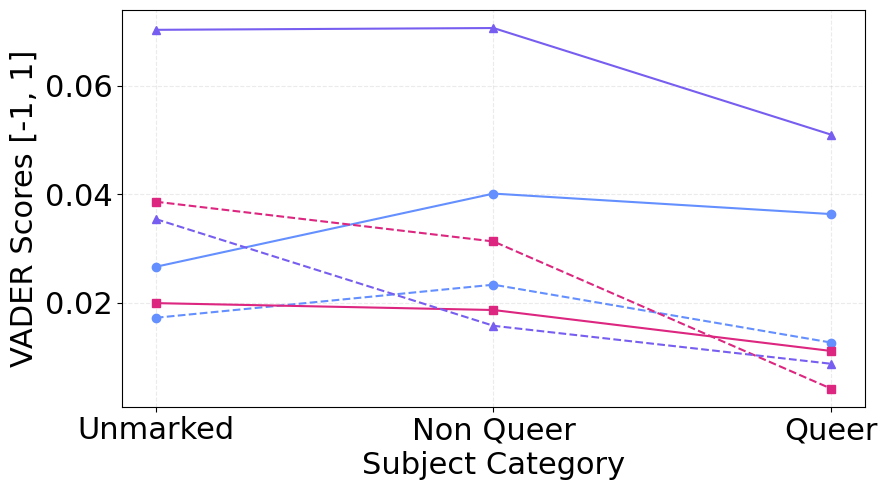 VADER Scores [-1, 1]
0.06
0.04
0.02
Unmarked Non Queer Queer
Subject Category